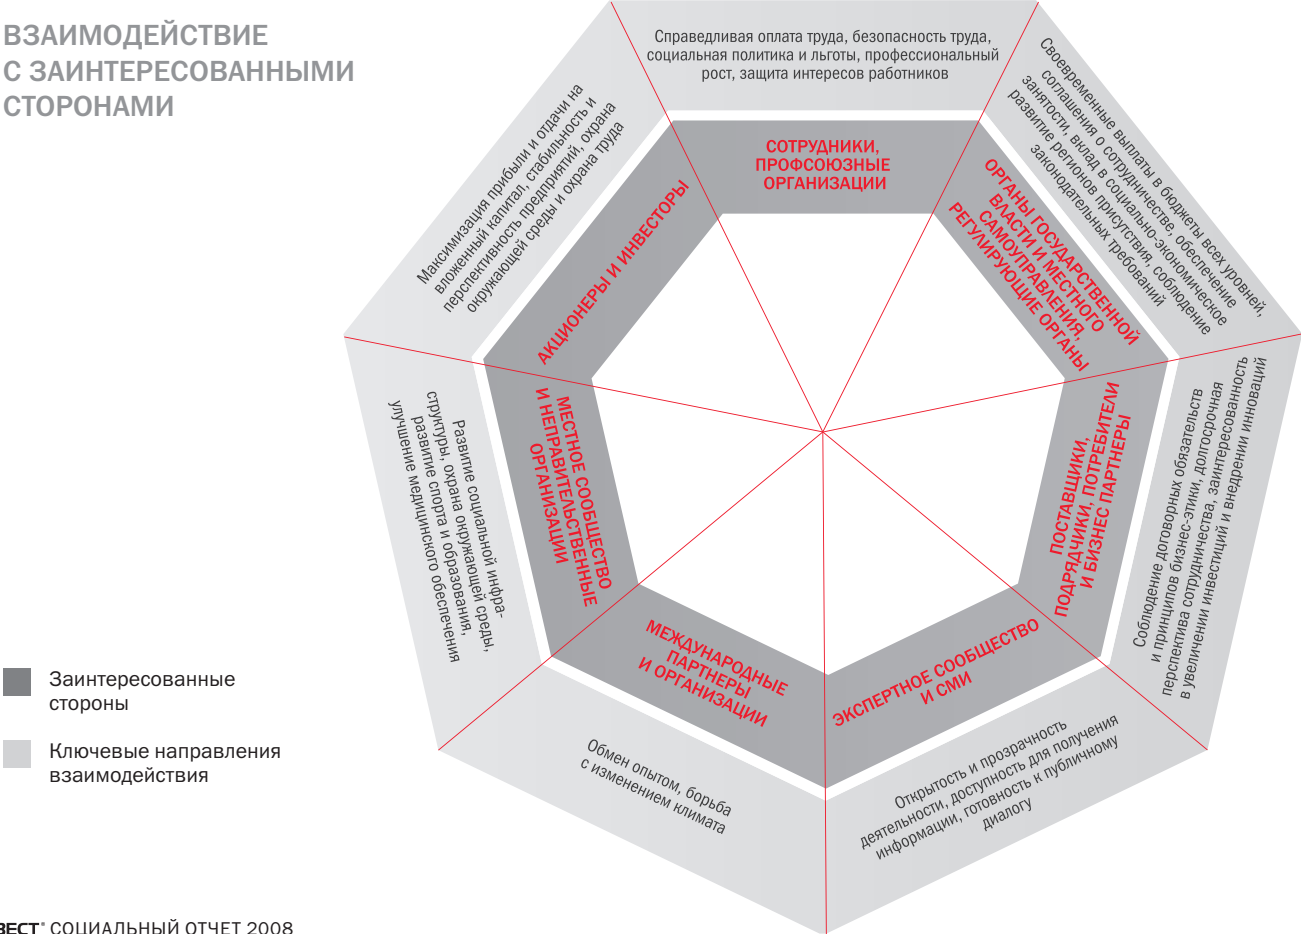 ВЗАИМОДЕЙСТВИЕ
С ЗАИНТЕРЕСОВАННЫМИ
СТОРОНАМИ
Справедливая оплата труда, безопасность труда,
социальная политика и льготы, профессиональный
рост, защита интересов работников
СОТРУДНИКИ,
ПРОФСОЮЗНЫЕ
ОРГАНИЗАЦИИ
Своевременные выплаты в бюджеты всех уровней,
соглашения о сотрудничестве, обеспечение
занятости, вклад в социально-экономическое
развитие регионов присутствия, соблюдение
законодательных требований
ОРГАНЫ ГОСУДАРСТВЕННОЙ
ВЛАСТИ И МЕСТНОГО
САМОУПРАВЛЕНИЯ,
РЕГУЛИРУЮЩИЕ ОРГАНЫ
Соблюдение договорных обязательств
и принципов бизнес-этики, долгосрочная
перспектива сотрудничества, заинтересованность
в увеличении инвестиций и внедрении инноваций
ПОСТАВЩИКИ,
ПОДРЯДЧИКИ, ПОТРЕБИТЕЛИ
И БИЗНЕС ПАРТНЕРЫ
ЭКСПЕРТНОЕ СООБЩЕСТВО
И СМИ
Открытость и прозрачность
деятельности, доступность для получения
информации, готовность к публичному
диалогу
МЕЖДУНАРОДНЫЕ
ПАРТНЕРЫ
И ОРГАНИЗАЦИИ
Обмен опытом, борьба
с изменением климата
МЕСТНОЕ СООБЩЕСТВО
И НЕПРАВИТЕЛЬСТВЕННЫЕ
ОРГАНИЗАЦИИ
Развитие социальной инфра-
структуры, охрана окружающей среды,
развитие спорта и образования,
улучшение медицинского обеспечения
АКЦИОНЕРЫ И ИНВЕСТОРЫ
Максимизация прибыли и отдачи на
вложенный капитал, стабильность и
перспективность предприятий, охрана
окружающей среды и охрана труда
Заинтересованные
стороны
Ключевые направления
взаимодействия
ВЕСТ° СОЦИАЛЬНЫЙ ОТЧЕТ 2008